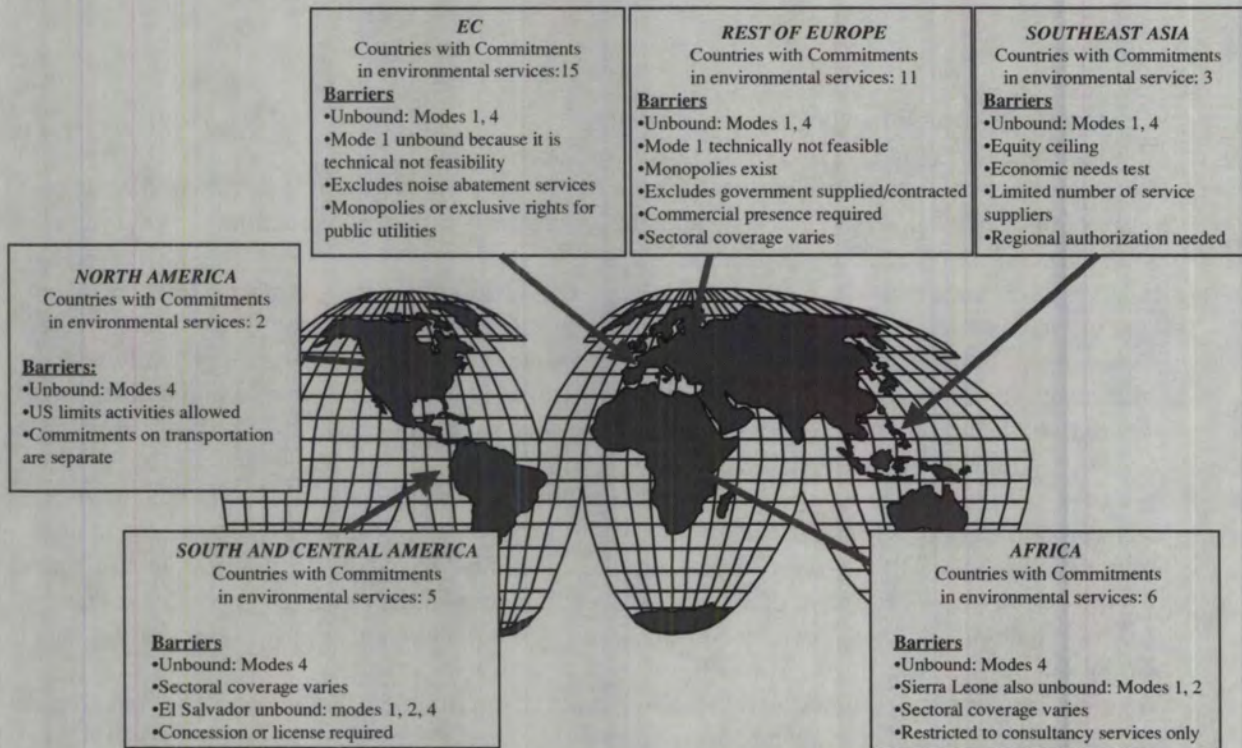 EC
Countries with Commitments
in environmental services:15
Barriers
•Unbound: Modes 1, 4
•Mode 1 unbound because it is
technical not feasibility
•Excludes noise abatement services
•Monopolies or exclusive rights for
public utilities
REST OF EUROPE
Countries with Commitments
in environmental services: 11
Barriers
•Unbound: Modes 1, 4
•Mode 1 technically not feasible
•Monopolies exist
•Excludes government supplied/contracted
•Commercial presence required
•Sectoral coverage varies
SOUTHEAST ASIA
Countries with Commitments
in environmental service: 3
Barriers
•Unbound: Modes 1, 4
•Equity ceiling
•Economic needs test
•Limited number of service
suppliers
•Regional authorization needed
NORTH AMERICA
Countries with Commitments
in environmental services: 2
Barriers:
•Unbound: Modes 4
•US limits activities allowed
•Commitments on transportation
are separate
SOUTH AND CENTRAL AMERICA
Countries with Commitments
in environmental services: 5
Barriers
•Unbound: Modes 4
•Sectoral coverage varies
•El Salvador unbound: modes 1, 2, 4
•Concession or license required
AFRICA
Countries with Commitments
in environmental services: 6
Barriers
•Unbound: Modes 4
•Sierra Leone also unbound: Modes 1, 2
•Sectoral coverage varies
•Restricted to consultancy services only